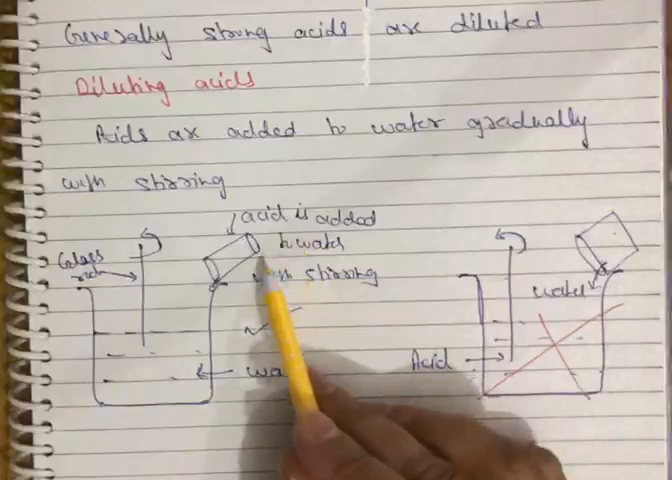 Generally strong acids are diluted
Diluting acids
Acids are added to water gradually
with stirring
acid is added
to water
with stirring
Glass
rod
water
Acid